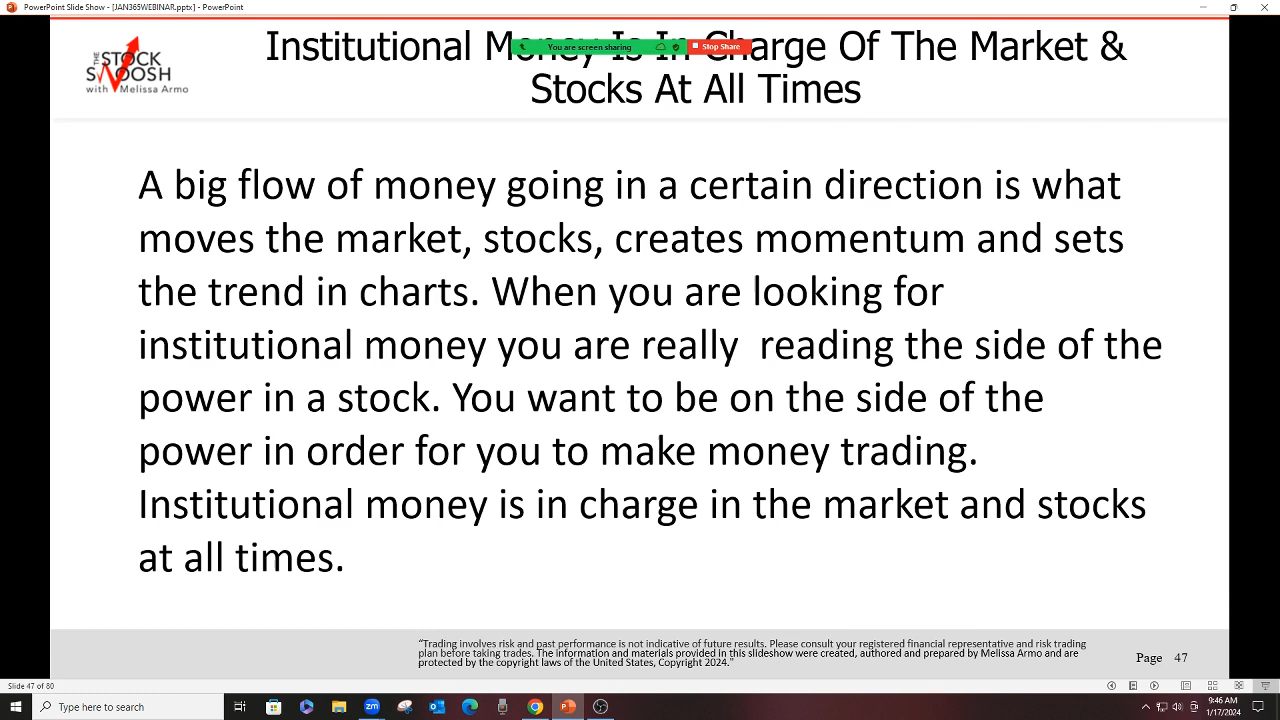 PowerPoint Slide Show - [JAN365WEBINAR.pptx] - PowerPoint
Institutional Money Is In Charge Of The Market &
Stocks At All Times
You are screen sharing
Stop Share
THE
STOCK
SWOOSH
with Melissa Armo
A big flow of money going in a certain direction is what
moves the market, stocks, creates momentum and sets
the trend in charts. When you are looking for
institutional money you are really  reading the side of the
power in a stock. You want to be on the side of the
power in order for you to make money trading.
Institutional money is in charge in the market and stocks
at all times.
“Trading involves risk and past performance is not indicative of future results. Please consult your registered financial representative and risk trading
plan before taking trades. The information and materials provided in this slideshow were created, authored and prepared by Melissa Armo and are
protected by the copyright laws of the United States, Copyright 2024.”
Page 47
Slide 47 of 80
Type here to search
zm
9:46 AM
1/17/2024